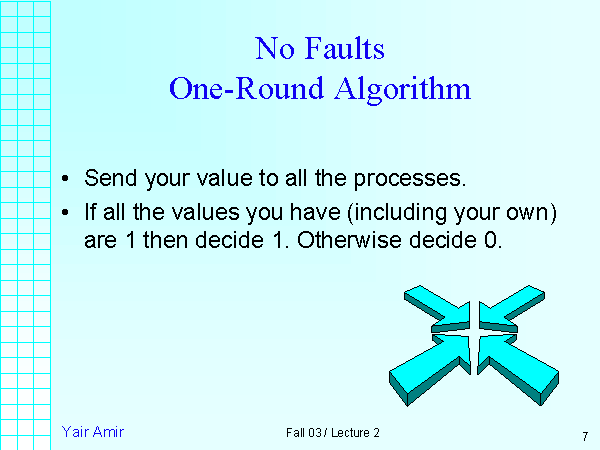 No Faults
One-Round Algorithm
• Send your value to all the processes.
• If all the values you have (including your own)
are 1 then decide 1. Otherwise decide 0.
Yair Amir
Fall 03 / Lecture 2
7